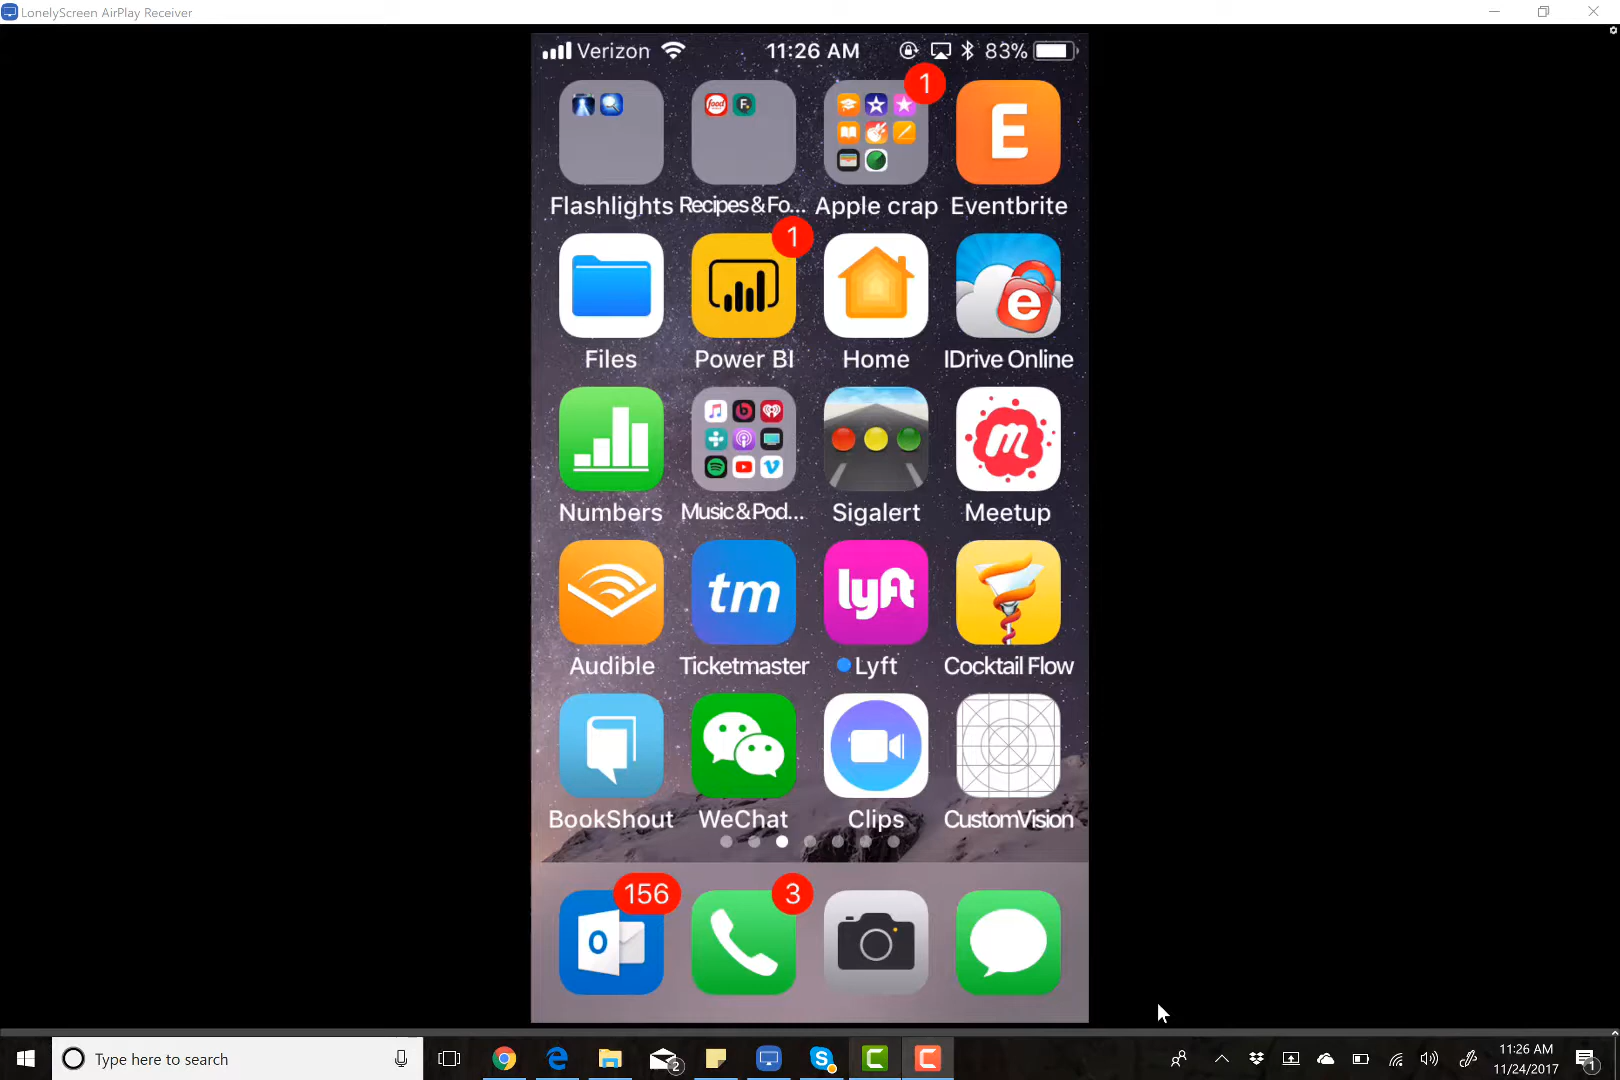 LonelyScreen AirPlay Receiver
Verizon 11:26 AM 83%
1
E
Flashlights Recipes & Fo... Apple crap Eventbrite
1
e
Files Power BI Home IDrive Online
m
Numbers Music & Pod... Sigalert Meetup
tm lyft
Audible Ticketmaster Lyft Cocktail Flow
BookShout WeChat Clips CustomVision
156 3
O
Type here to search
2
11:26 AM
11/24/2017
1